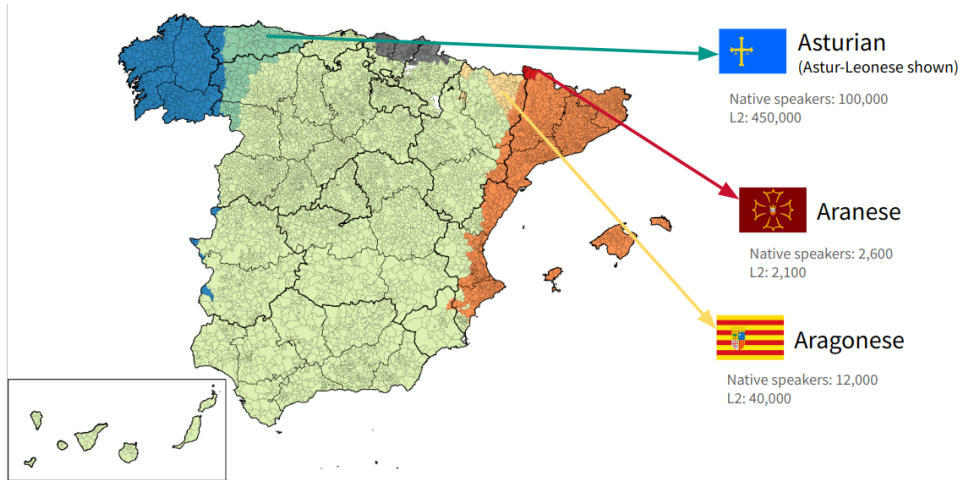 Asturian
(Astur-Leonese shown)
Native speakers: 100,000
L2: 450,000
Aranese
Native speakers: 2,600
L2: 2,100
Aragonese
Native speakers: 12,000
L2: 40,000